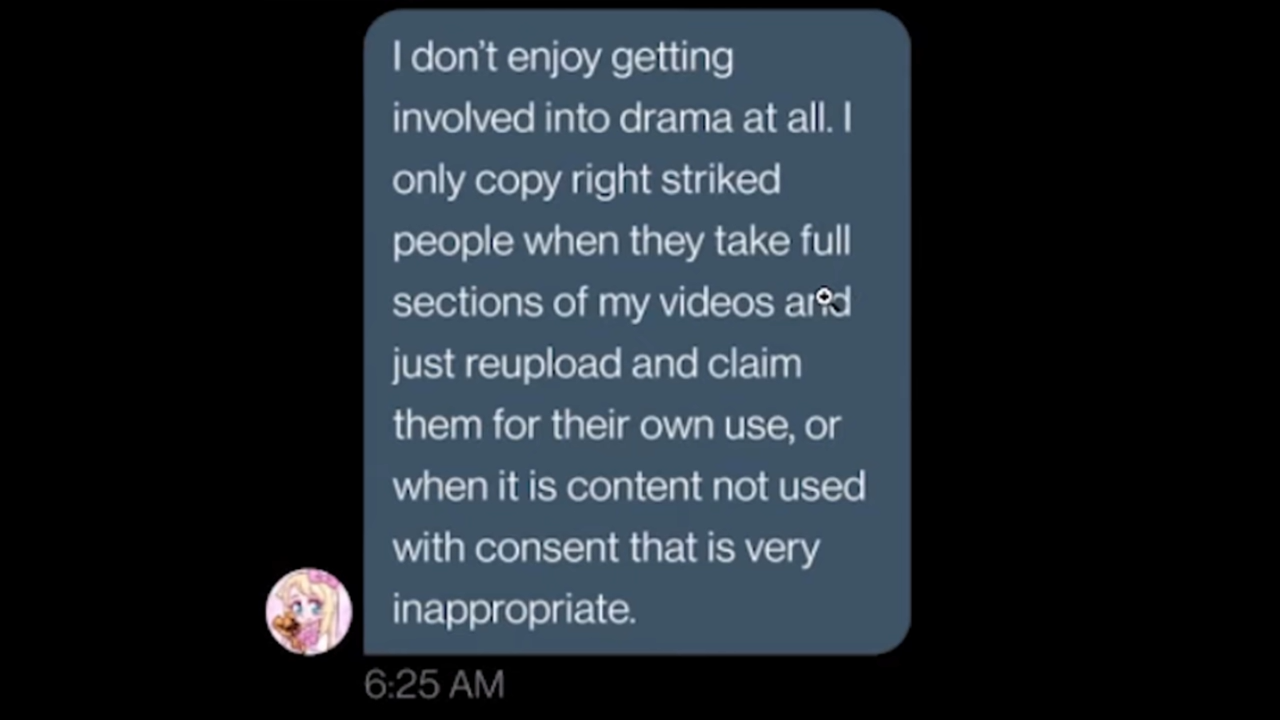 I don't enjoy getting
involved into drama at all. I
only copy right striked
people when they take full
sections of my videos and
just reupload and claim
them for their own use, or
when it is content not used
with consent that is very
inappropriate.
6:25 AM